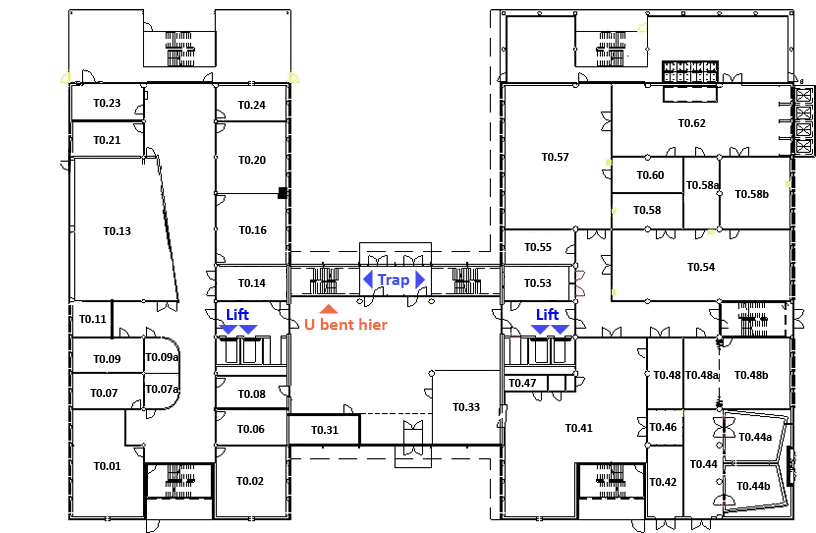 T0.23
T0.24
T0.21
T0.20
T0.13
T0.16
T0.14
T0.11
Lift
Trap
U bent hier
T0.09
T0.09a
T0.07
T0.07a
T0.08
T0.06
T0.01
T0.02
T0.31
T0.33
T0.62
T0.57
T0.60
T0.58a
T0.58b
T0.58
T0.55
T0.54
T0.53
Lift
T0.47
T0.48
T0.48a
T0.48b
T0.41
T0.46
T0.44a
T0.44
T0.42
T0.44b